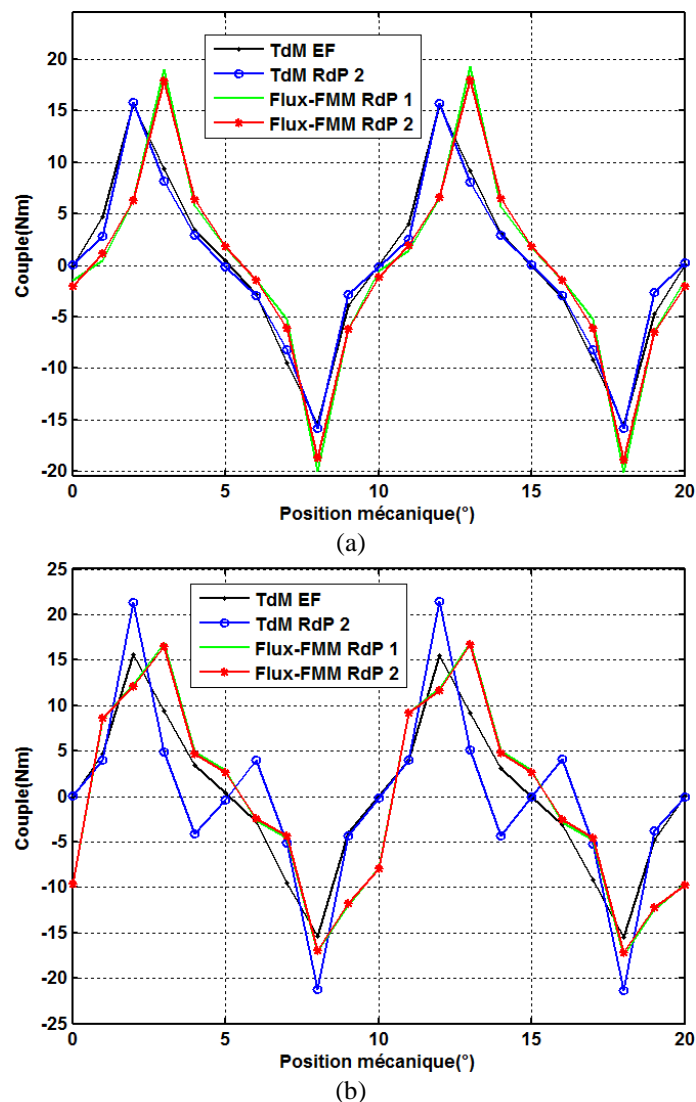 20
15
10
5
0
-5
-10
-15
-20
Couple(Nm)
TdM EF
TdM RdP 2
Flux-FMM RdP 1
Flux-FMM RdP 2
0
5
10
15
20
Position mécanique(°)
(a)
25
20
15
10
5
0
-5
-10
-15
-20
-25
Couple(Nm)
TdM EF
TdM RdP 2
Flux-FMM RdP 1
Flux-FMM RdP 2
0
5
10
15
20
Position mécanique(°)
(b)